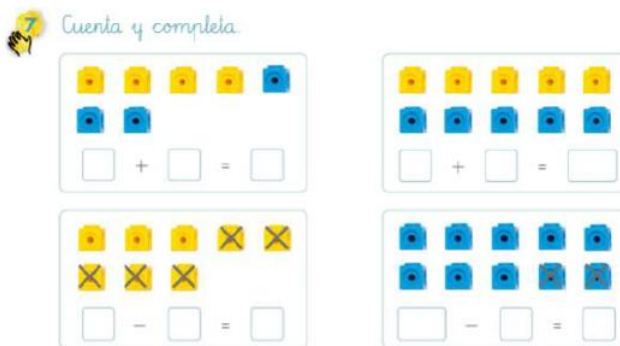 7 Cuenta y completa.
+ =
+ =
- =
- =